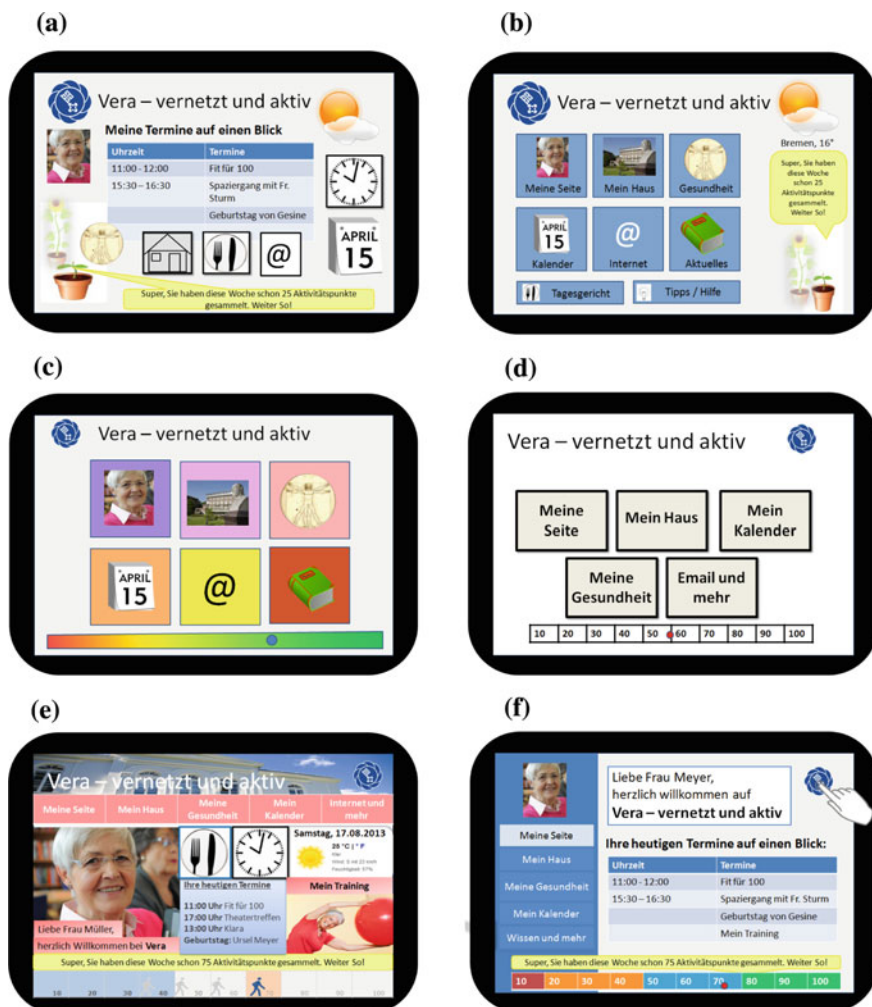 (a)
Vera – vernetzt und aktiv
Meine Termine auf einen Blick
Uhrzeit Termine
11:00 - 12:00 Fit für 100
15:30 – 16:30 Spaziergang mit Fr.
Sturm
Geburtstag von Gesine
@
APRIL
15
Super, Sie haben diese Woche schon 25 Aktivitätspunkte
gesammelt. Weiter So!
(b)
Vera – vernetzt und aktiv
Bremen, 16°
Meine Seite Mein Haus Gesundheit
Super, Sie haben
diese Woche
schon 25
Aktivitätspunkte
gesammelt.
Weiter So!
APRIL
15
@
Kalender Internet Aktuelles
Tagesgericht Tipps / Hilfe
(c)
Vera – vernetzt und aktiv
APRIL
15
@
(d)
Vera – vernetzt und aktiv
Meine
Seite
Mein Haus
Mein
Kalender
Meine
Gesundheit
Email und
mehr
10 20 30 40 50 60 70 80 90 100
(e)
Vera – vernetzt und aktiv
Meine Seite
Mein Haus
Meine
Gesundheit
Mein
Kalender
Internet und
mehr
Samstag, 17.08.2013
Ihre heutigen Termine
11:00 Uhr Fit für 100
17:00 Uhr Theatertreffen
13:00 Uhr Klara
Geburtstag: Ursel Meyer
Mein Training
Liebe Frau Müller,
herzlich Willkommen bei Vera
Super, Sie haben diese Woche schon 75 Aktivitätspunkte gesammelt. Weiter So!
10 20 30 40 50 60 70 80 90 100
(f)
Liebe Frau Meyer,
herzlich willkommen auf
Vera – vernetzt und aktiv
Meine Seite
Mein Haus
Meine Gesundheit
Mein Kalender
Wissen und mehr
Ihre heutigen Termine auf einen Blick:
Uhrzeit Termine
11:00 - 12:00 Fit für 100
15:30 – 16:30 Spaziergang mit Fr. Sturm
Geburtstag von Gesine
Mein Training
Super, Sie haben diese Woche schon 75 Aktivitätspunkte gesammelt. Weiter So!
10 20 30 40 50 60 70 80 90 100